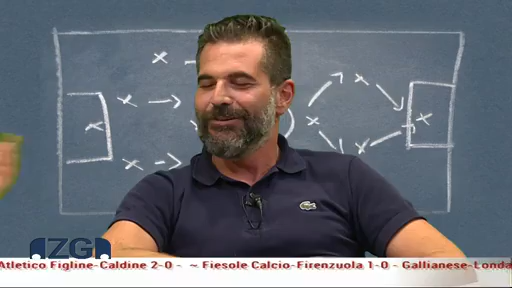 ZG
Atletico Figline-Caldine 2-0 - ~ Fiesole Calcio-Firenzuola 1-0 - Gallianese-Londa